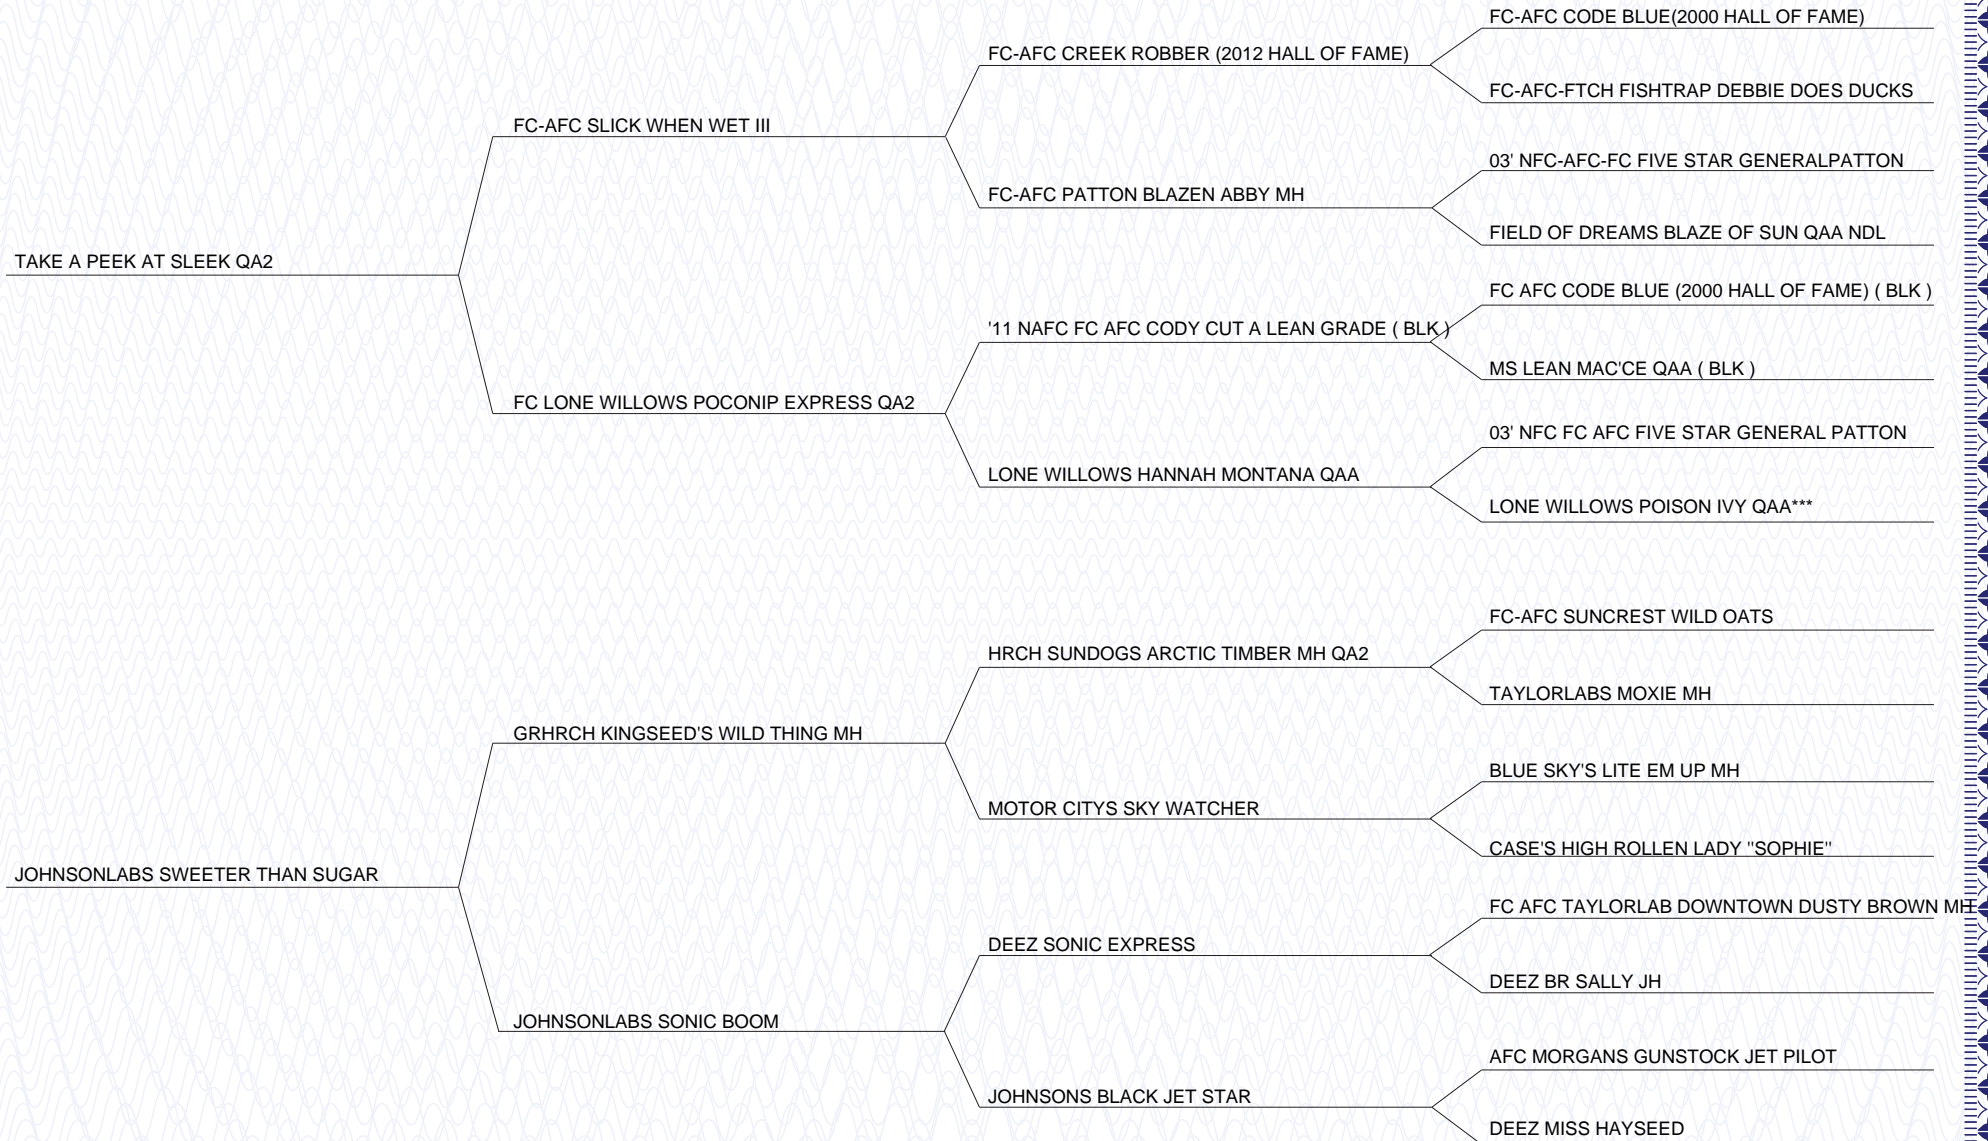 FC-AFC CODE BLUE(2000 HALL OF FAME)
FC-AFC CREEK ROBBER (2012 HALL OF FAME)
FC-AFC-FTCH FISHTRAP DEBBIE DOES DUCKS
FC-AFC SLICK WHEN WET III
03' NFC-AFC-FC FIVE STAR GENERALPATTON
FC-AFC PATTON BLAZEN ABBY MH
FIELD OF DREAMS BLAZE OF SUN QAA NDL
TAKE A PEEK AT SLEEK QA2
FC AFC CODE BLUE (2000 HALL OF FAME) ( BLK )
'11 NAFC FC AFC CODY CUT A LEAN GRADE ( BLK )
MS LEAN MAC'CE QAA ( BLK )
FC LONE WILLOWS POCONIP EXPRESS QA2
03' NFC FC AFC FIVE STAR GENERAL PATTON
LONE WILLOWS HANNAH MONTANA QAA
LONE WILLOWS POISON IVY QAA***
FC-AFC SUNCREST WILD OATS
HRCH SUNDOGS ARCTIC TIMBER MH QA2
TAYLORLABS MOXIE MH
GRHRCH KINGSEED'S WILD THING MH
BLUE SKY'S LITE EM UP MH
MOTOR CITYS SKY WATCHER
CASE'S HIGH ROLLEN LADY "SOPHIE"
JOHNSONLABS SWEETER THAN SUGAR
FC AFC TAYLORLAB DOWNTOWN DUSTY BROWN MH
DEEZ SONIC EXPRESS
DEEZ BR SALLY JH
JOHNSONLABS SONIC BOOM
AFC MORGANS GUNSTOCK JET PILOT
JOHNSONS BLACK JET STAR
DEEZ MISS HAYSEED